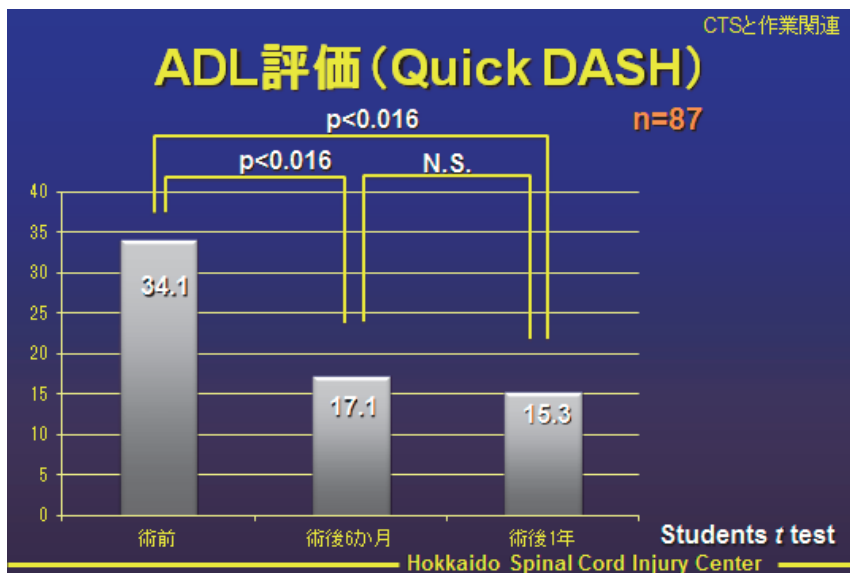 CTSと作業関連
ADL評価（Quick DASH）
n=87
p<0.016
p<0.016
N.S.
40
35
30
25
20
15
10
5
0
34.1
17.1
15.3
術前
術後6か月
術後1年
Students t test
Hokkaido Spinal Cord Injury Center